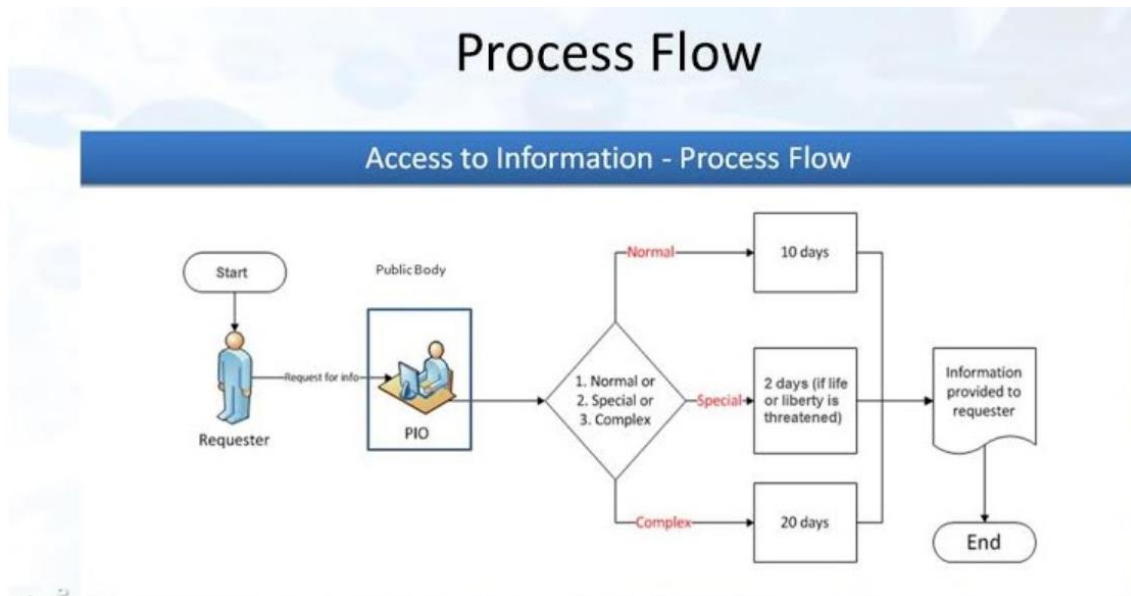 Process Flow
Access to Information - Process Flow
Start
Requester
Request for info
Public Body
PIO
1. Normal or
2. Special or
3. Complex
Normal
10 days
Special
2 days (if life
or liberty is
threatened)
Complex
20 days
Information
provided to
requester
End